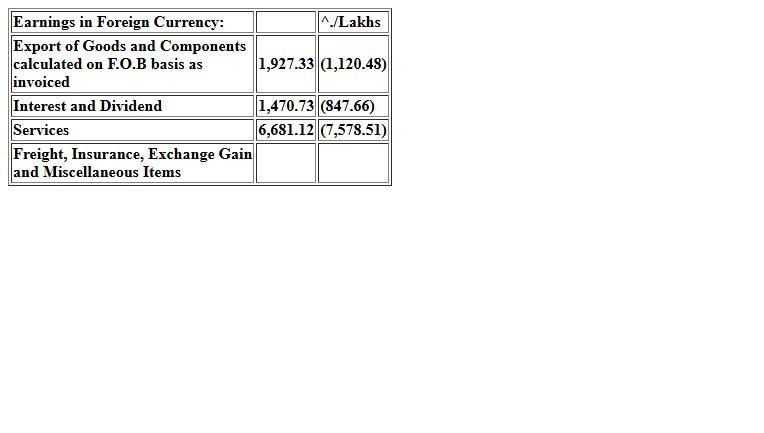 Earnings in Foreign Currency: ^./Lakhs
Export of Goods and Components
calculated on F.O.B basis as
invoiced
1,927.33 (1,120.48)
Interest and Dividend 1,470.73 (847.66)
Services 6,681.12 (7,578.51)
Freight, Insurance, Exchange Gain
and Miscellaneous Items